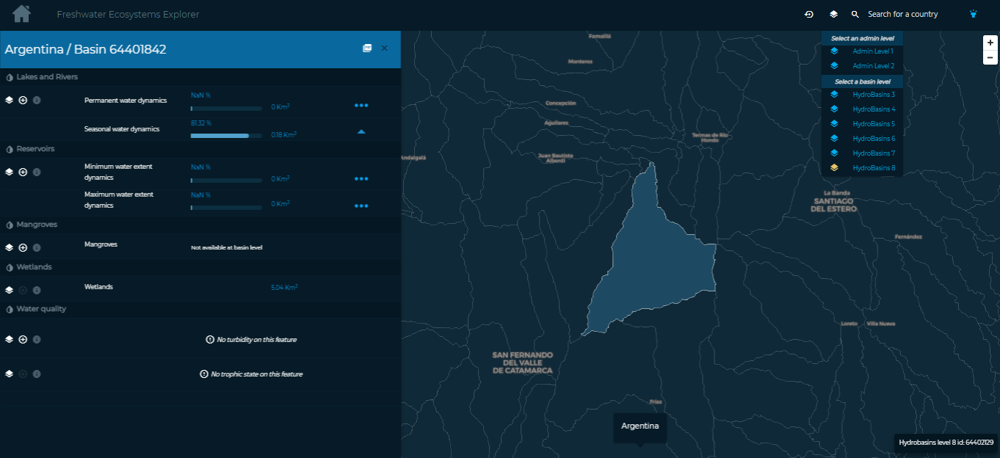 Freshwater Ecosystems Explorer
Search for a country
Argentina / Basin 64401842
Lakes and Rivers
Permanent water dynamics
NaN %
0 Km²
Seasonal water dynamics
81.32 %
0.18 Km²
Reservoirs
Minimum water extent
dynamics
NaN %
0 Km²
Maximum water extent
dynamics
NaN %
0 Km²
Mangroves
Mangroves
Not available at basin level
Wetlands
Wetlands
5.04 Km²
Water quality
No turbidity on this feature
No trophic state on this feature
Select an admin level
Admin Level 1
Admin Level 2
Select a basin level
HydroBasins 3
HydroBasins 4
HydroBasins 5
HydroBasins 6
HydroBasins 7
HydroBasins 8
+
−
Famaillá
Monteros
Concepción
Aguilares
Termas de Río
Hondo
Andalgalá
Juan Bautista
Alberdi
La Banda
SANTIAGO
DEL ESTERO
Fernández
Loreto
Villa Nueva
SAN FERNANDO
DEL VALLE
DE CATAMARCA
Frías
Argentina
Hydrobasins level 8 id: 64402129